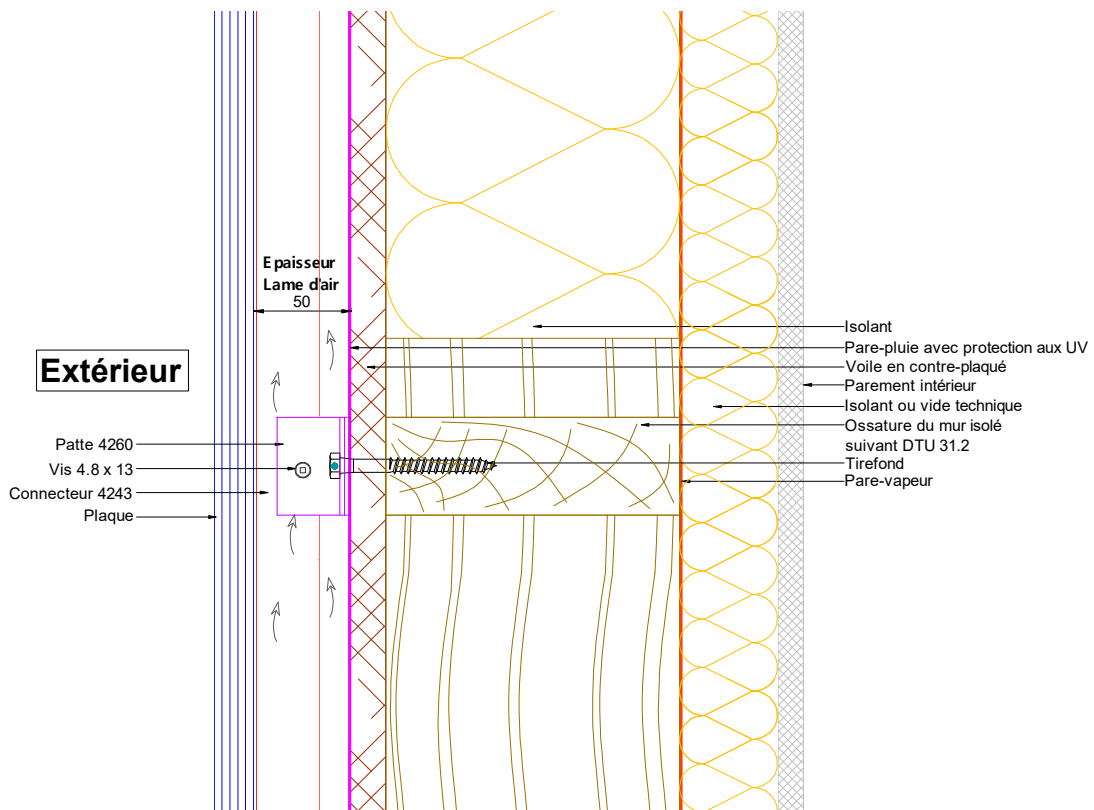 Epaisseur
Lame d'air
50
Extérieur
Patte 4260
Vis 4.8 x 13
Connecteur 4243
Plaque
Isolant
Pare-pluie avec protection aux UV
Voile en contre-plaqué
Parement intérieur
Isolant ou vide technique
Ossature du mur isolé
suivant DTU 31.2
Tirefond
Pare-vapeur